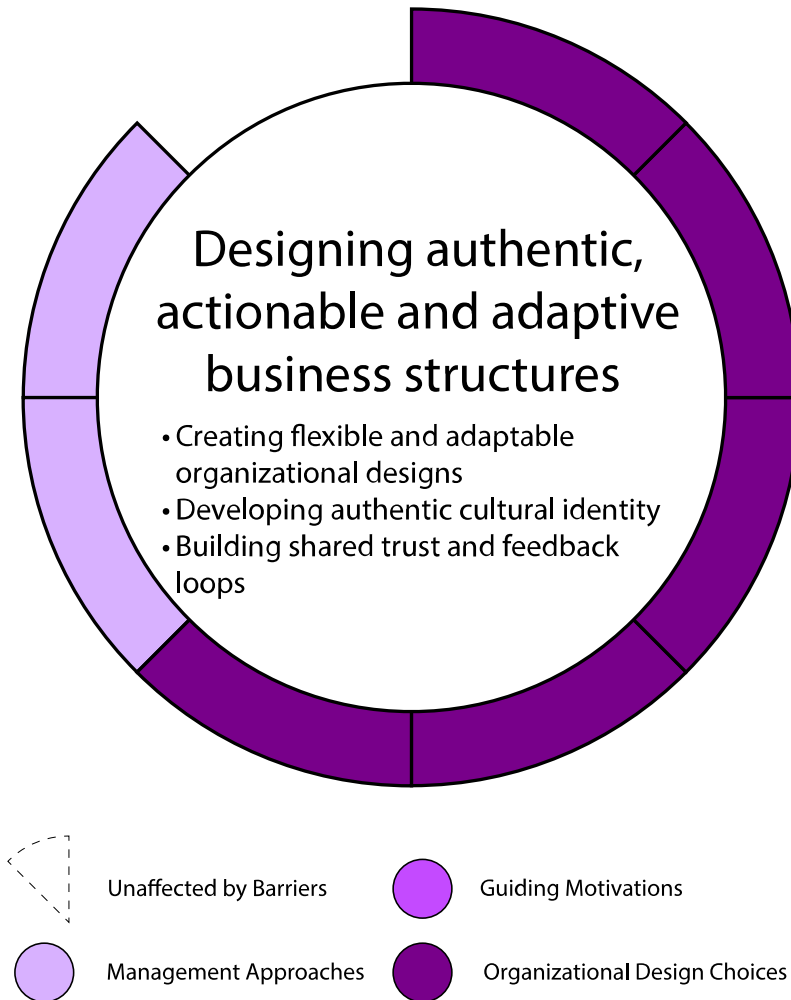 Designing authentic,
actionable and adaptive
business structures
• Creating flexible and adaptable
organizational designs
• Developing authentic cultural identity
• Building shared trust and feedback
loops
Unaffected by Barriers
Guiding Motivations
Management Approaches
Organizational Design Choices